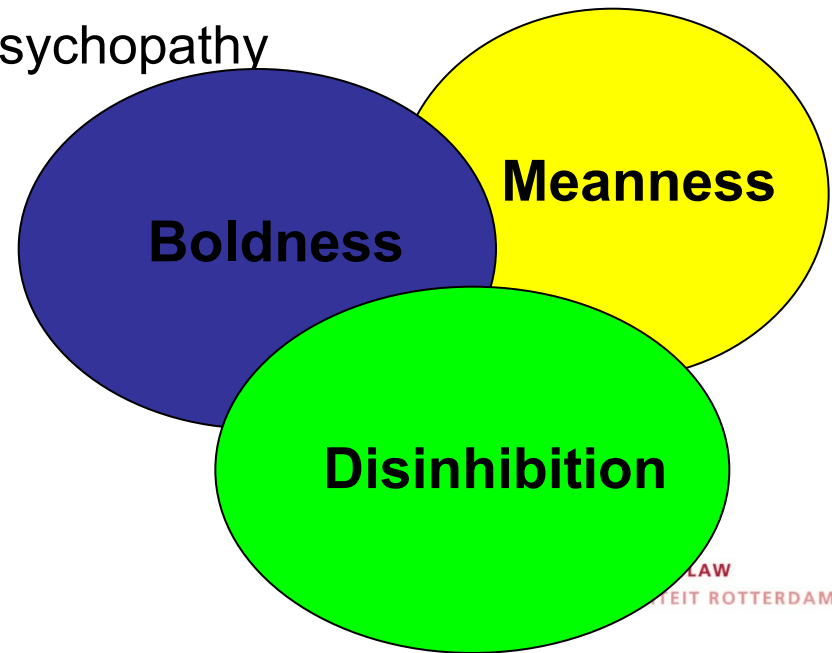 sychopathy
Meanness
Boldness
Disinhibition
LAW
TEIT ROTTERDAM